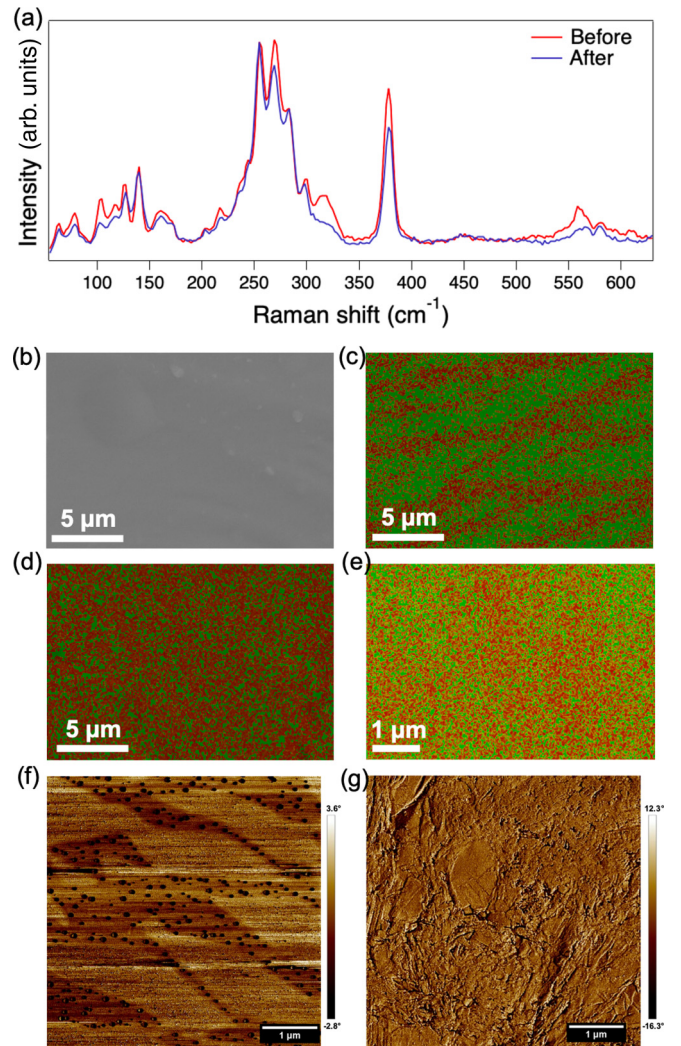 (a)
Before
After
Intensity (arb. units)
100 150 200 250 300 350 400 450 500 550 600
Raman shift (cm⁻¹)
(b)
5 µm
(c)
5 µm
(d)
5 µm
(e)
1 µm
(f)
3.6°
-2.8°
1 µm
(g)
12.3°
-16.3°
1 µm